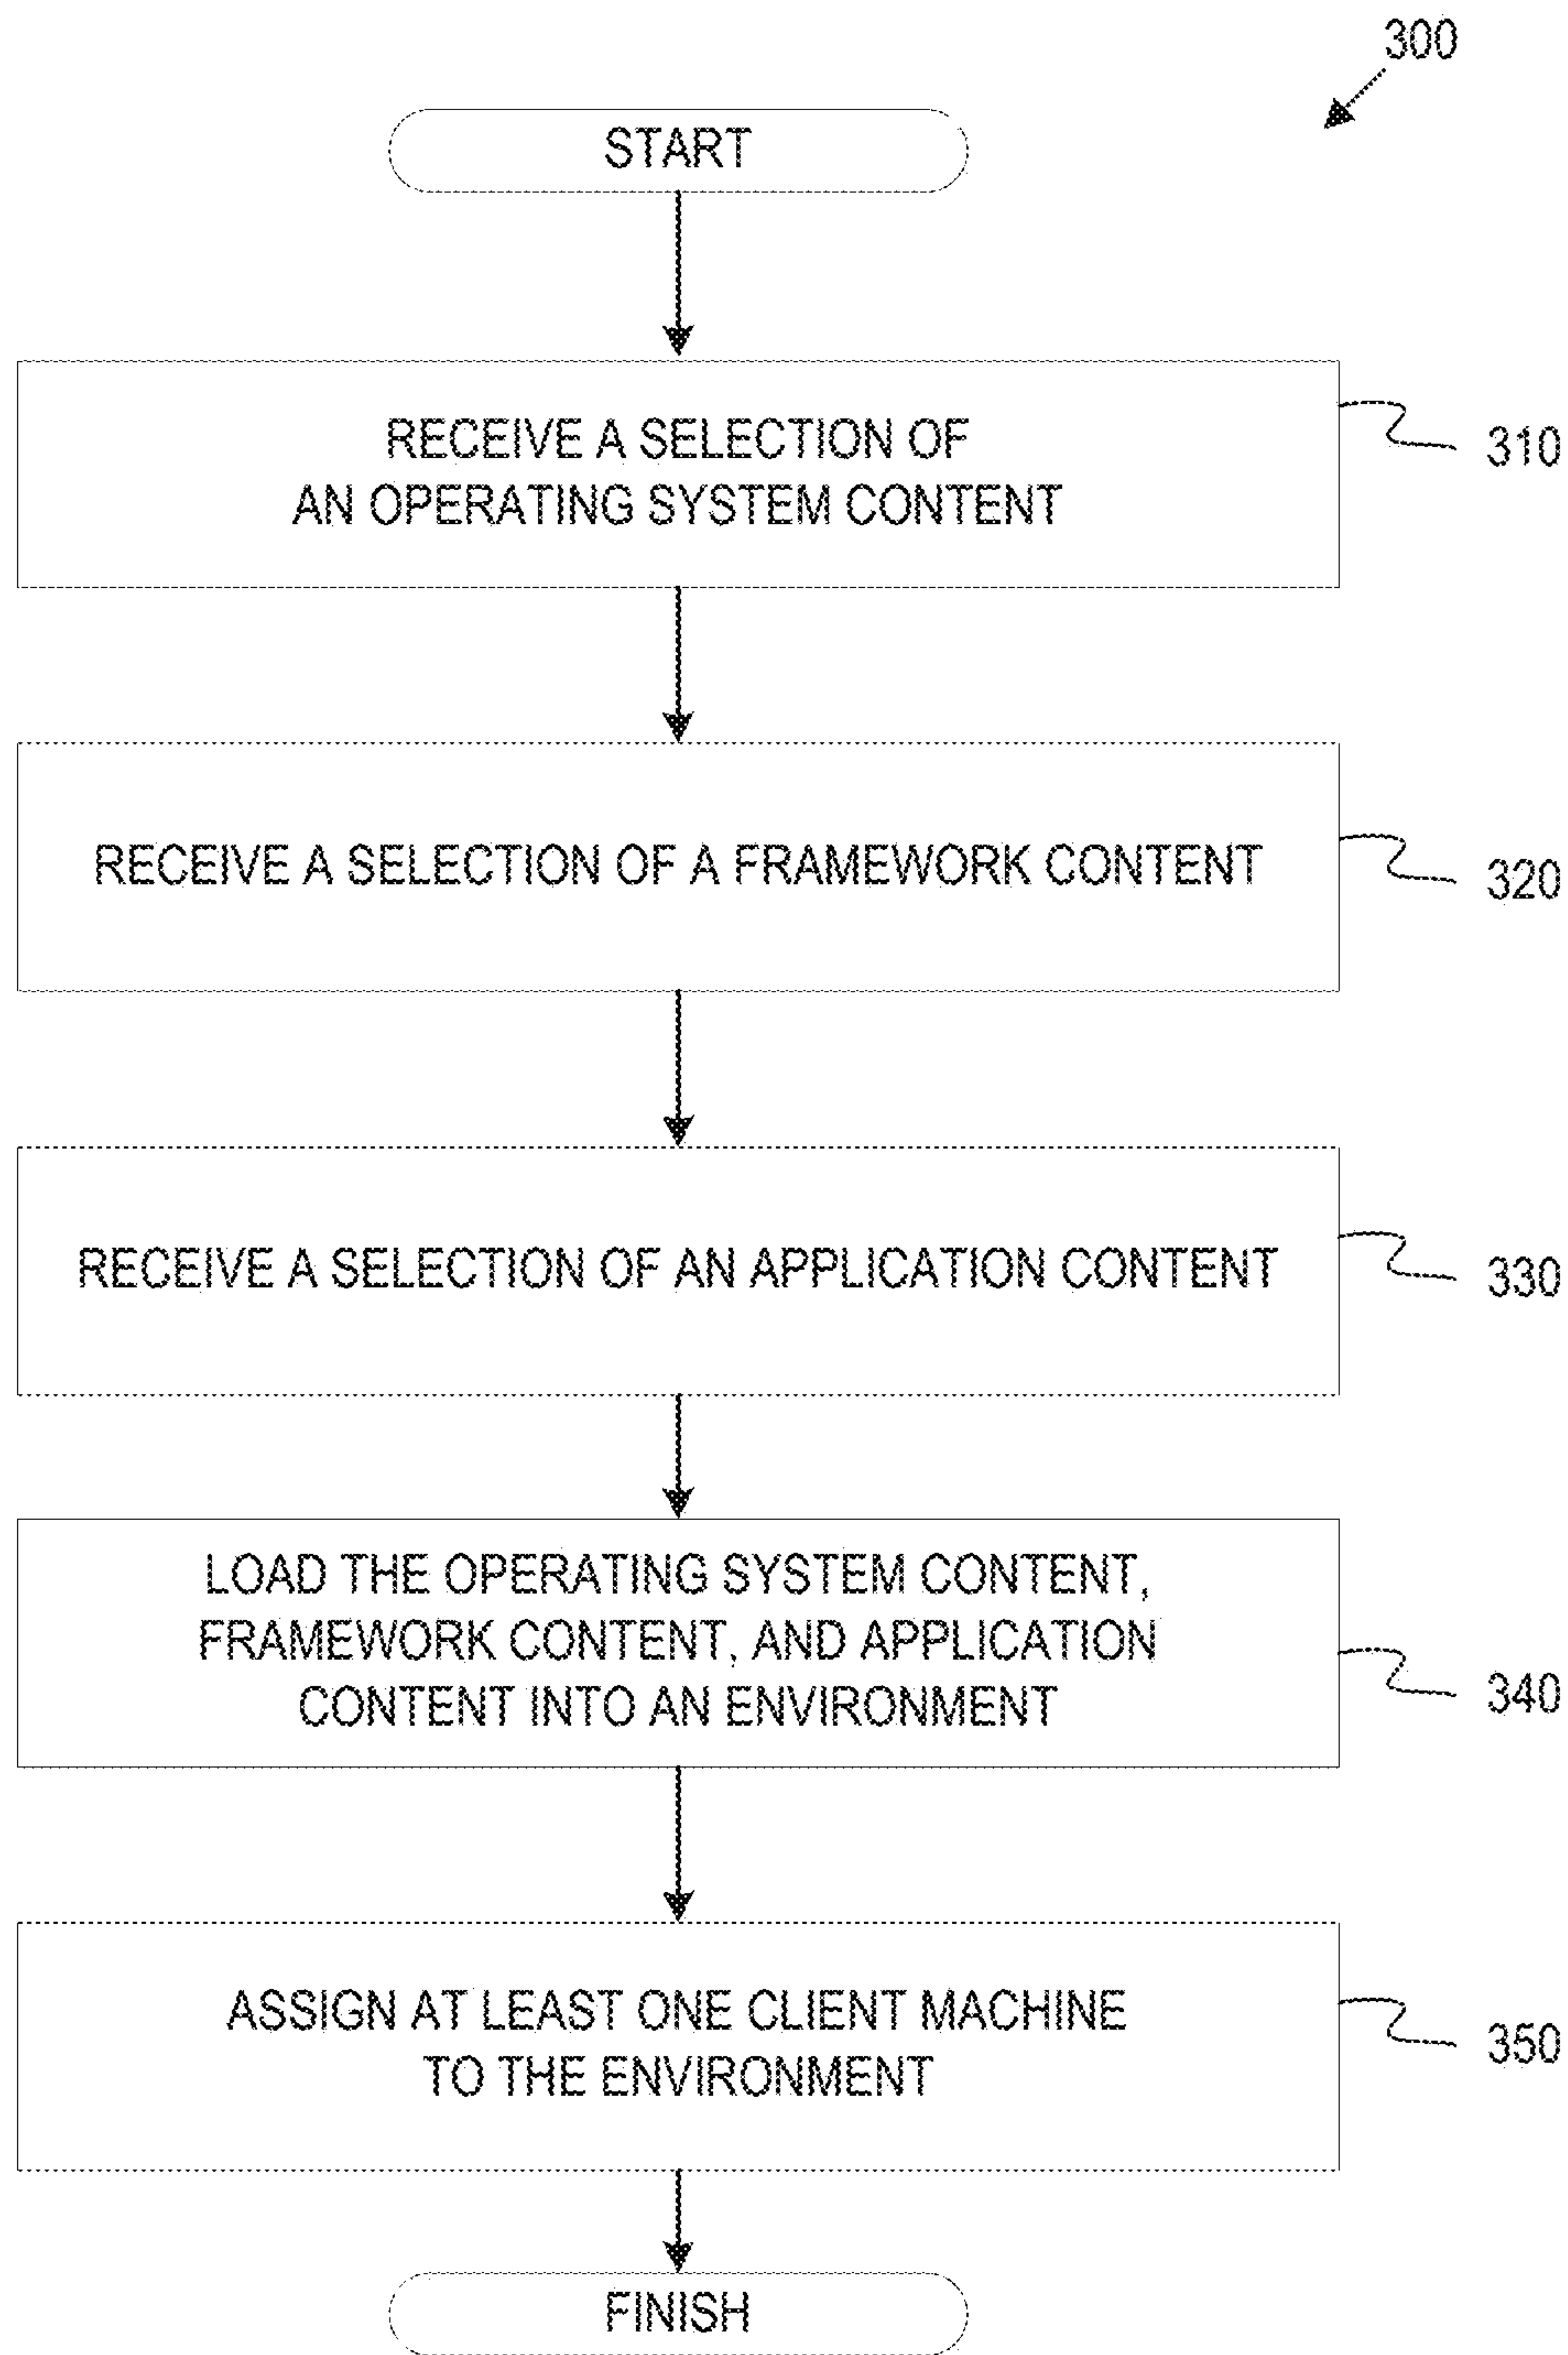 300
START
RECEIVE A SELECTION OF
AN OPERATING SYSTEM CONTENT
310
RECEIVE A SELECTION OF A FRAMEWORK CONTENT
320
RECEIVE A SELECTION OF AN APPLICATION CONTENT
330
LOAD THE OPERATING SYSTEM CONTENT,
FRAMEWORK CONTENT, AND APPLICATION
CONTENT INTO AN ENVIRONMENT
340
ASSIGN AT LEAST ONE CLIENT MACHINE
TO THE ENVIRONMENT
350
FINISH